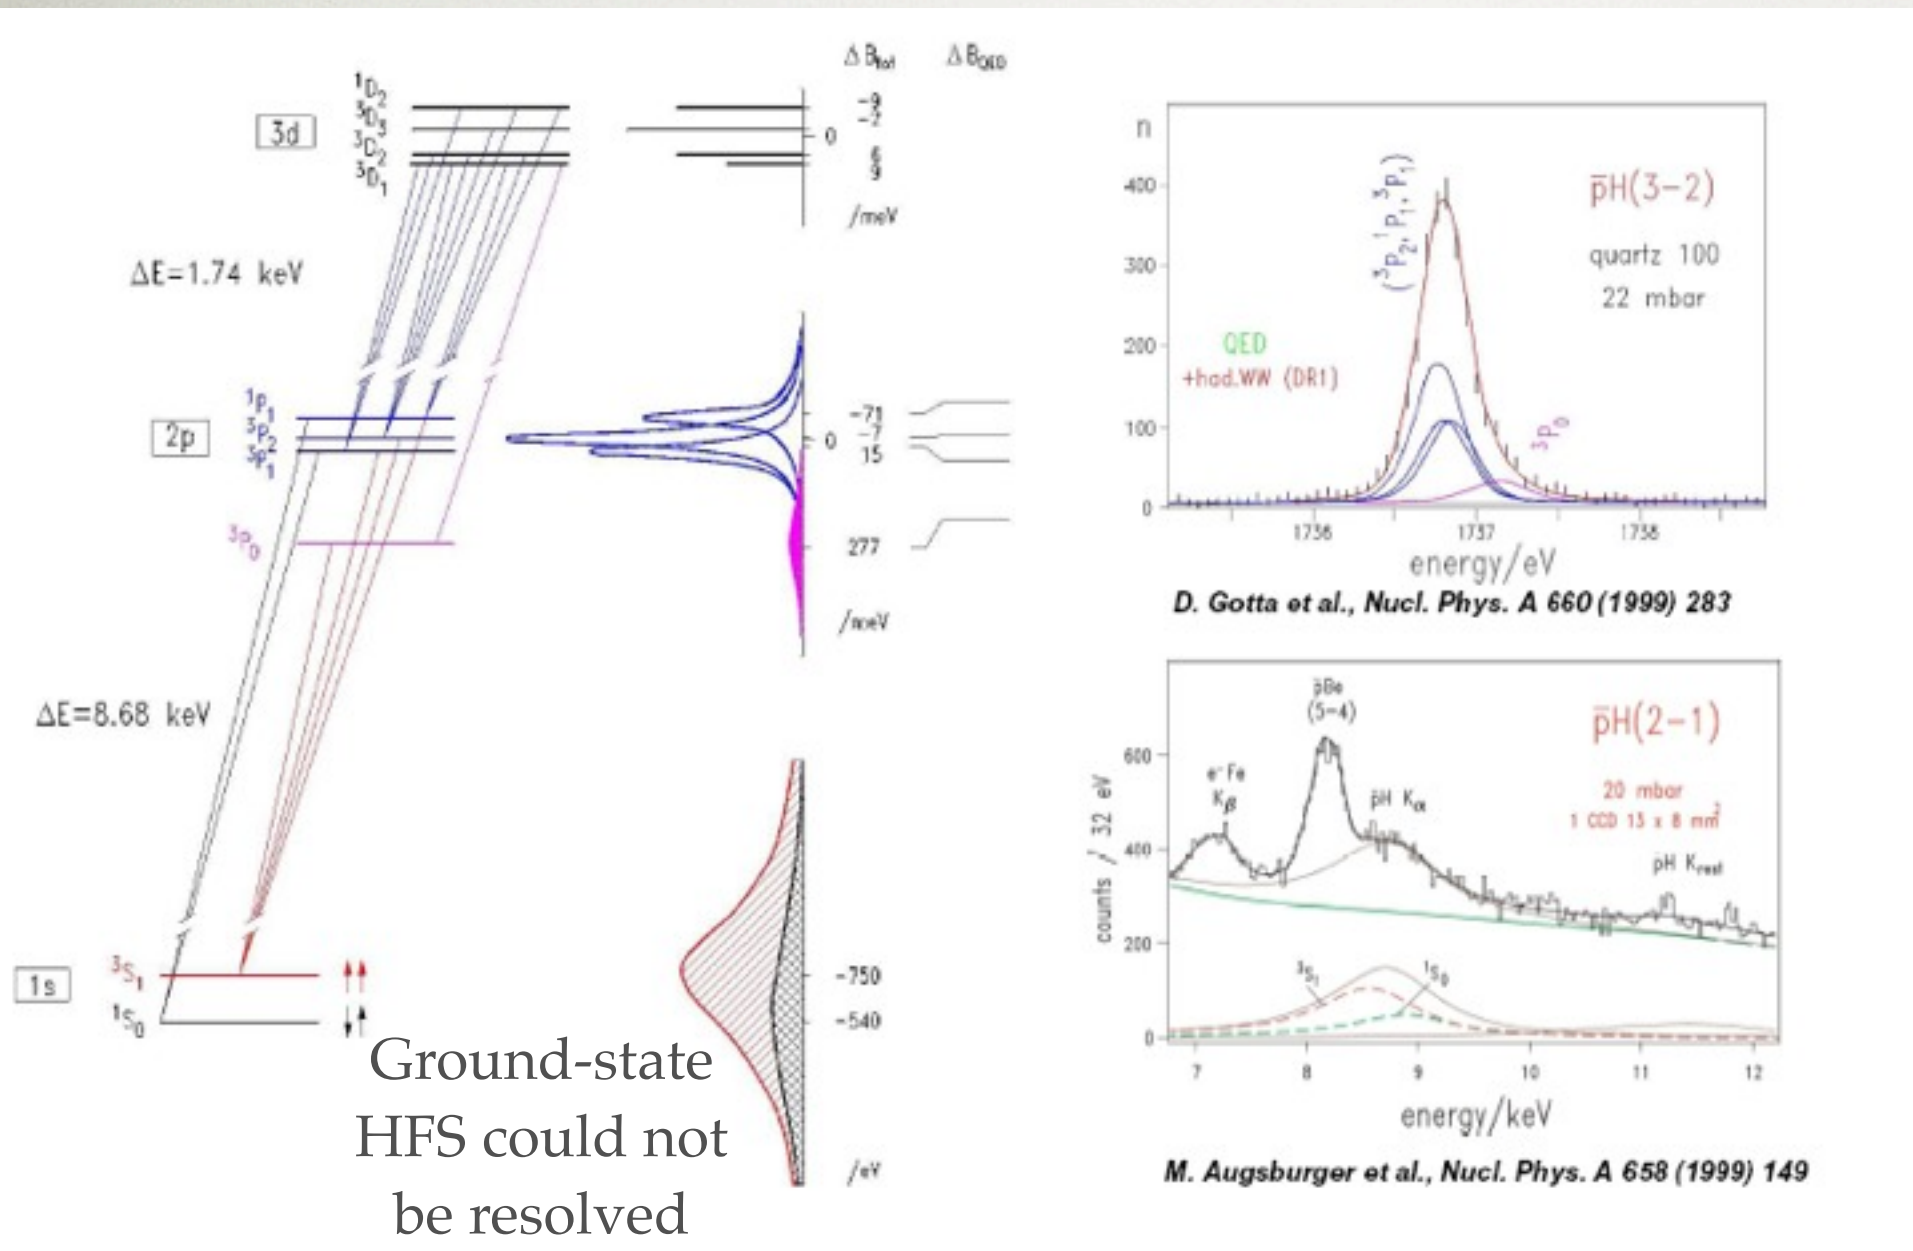 Δ B_tot Δ B_QED
3d
¹D₂
³D₃
³D₂
³D₁
-9
-2
0
9
/meV
ΔE=1.74 keV
2p
¹P₁
³P₂
³P₁
³P₀
-71
-7
0
15
277
/meV
ΔE=8.68 keV
1s
³S₁
¹S₀
-750
-540
/eV
Ground-state
HFS could not
be resolved
n
400
300
200
100
0
(³P₂,¹P₁,³P₁)
p̄H(3-2)
quartz 100
22 mbar
QED
+had.WW (DR1)
³P₀
1736 1737 1738
energy/eV
D. Gotta et al., Nucl. Phys. A 660 (1999) 283
counts / 32 eV
600
400
200
0
p̄Be
(5-4)
e⁻Fe
Kβ
p̄H Kα
p̄H(2-1)
20 mbar
1 CCD 13 x 8 mm²
p̄H K_rest
³S₁
¹S₀
7 8 9 10 11 12
energy/keV
M. Augsburger et al., Nucl. Phys. A 658 (1999) 149